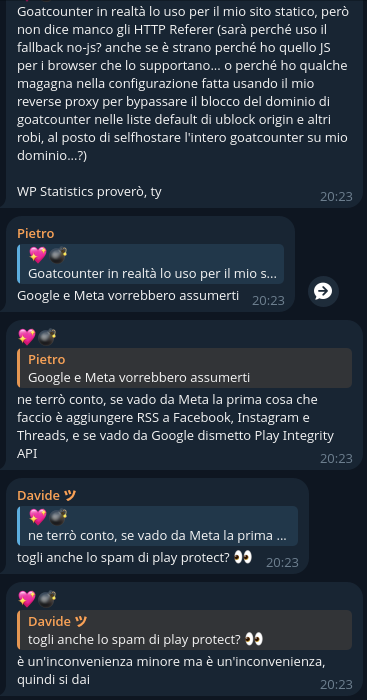 Goatcounter in realtà lo uso per il mio sito statico, però
non dice manco gli HTTP Referer (sarà perché uso il
fallback no-js? anche se è strano perché ho quello JS
per i browser che lo supportano... o perché ho qualche
magagna nella configurazione fatta usando il mio
reverse proxy per bypassare il blocco del dominio di
goatcounter nelle liste default di ublock origin e altri
robi, al posto di selfhostare l'intero goatcounter su mio
dominio...?)
WP Statistics proverò, ty
20:23
Pietro
💖💣
Goatcounter in realtà lo uso per il mio s...
Google e Meta vorrebbero assumerti 20:23
💖💣
Pietro
Google e Meta vorrebbero assumerti
ne terrò conto, se vado da Meta la prima cosa che
faccio è aggiungere RSS a Facebook, Instagram e
Threads, e se vado da Google dismetto Play Integrity
API
20:23
Davide ツ
💖💣
ne terrò conto, se vado da Meta la prima ...
togli anche lo spam di play protect? 👀 20:23
💖💣
Davide ツ
togli anche lo spam di play protect? 👀
è un'inconvenienza minore ma è un'inconvenienza,
quindi si dai
20:23